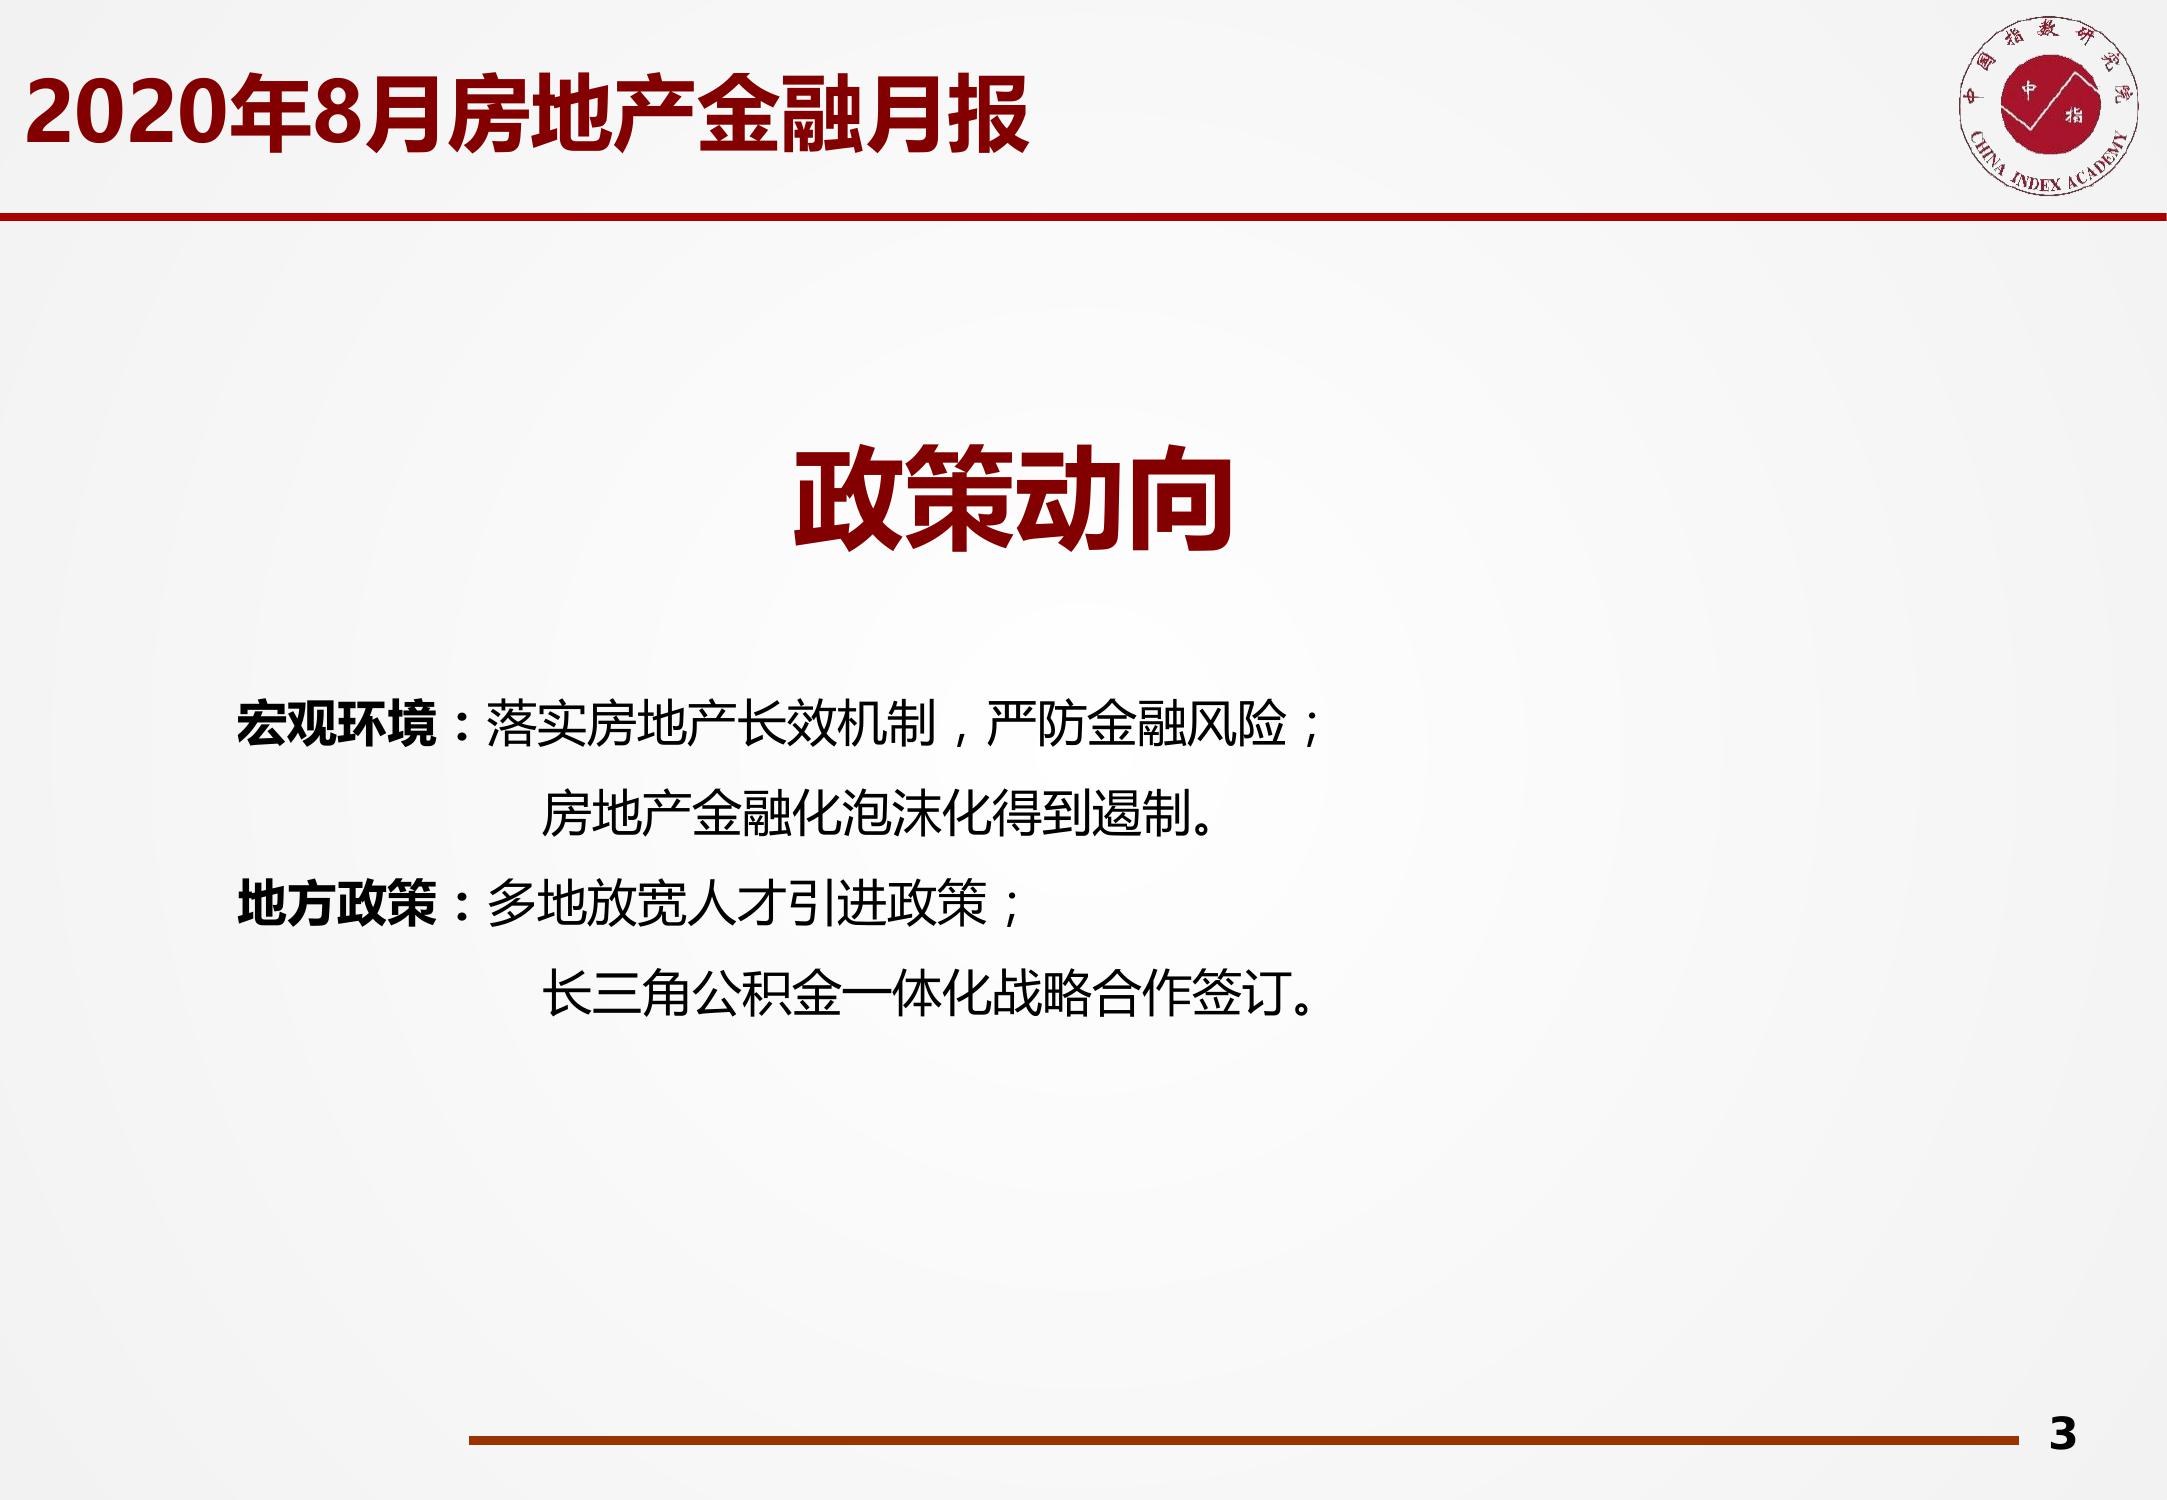 2020年8月房地产金融月报
中国指数研究院
中指
CHINA INDEX ACADEMY
政策动向
宏观环境：落实房地产长效机制，严防金融风险；
房地产金融化泡沫化得到遏制。
地方政策：多地放宽人才引进政策；
长三角公积金一体化战略合作签订。
3